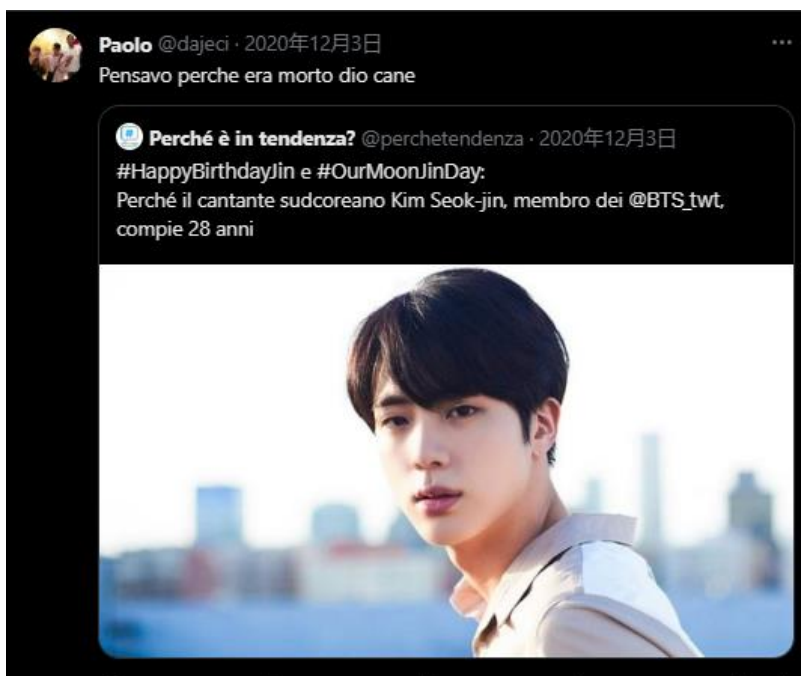 Paolo @dajeci · 2020年12月3日
Pensavo perche era morto dio cane
Perché è in tendenza? @perchetendenza · 2020年12月3日
#HappyBirthdayJin e #OurMoonJinDay:
Perché il cantante sudcoreano Kim Seok-jin, membro dei @BTS_twt,
compie 28 anni